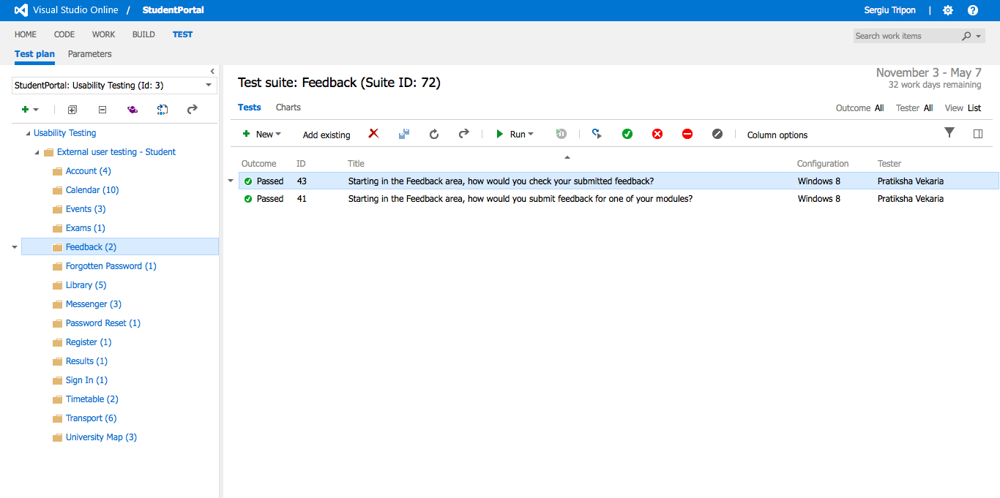 Visual Studio Online / StudentPortal
Sergiu Tripon | ?
HOME CODE WORK BUILD TEST
Search work items
Test plan Parameters
StudentPortal: Usability Testing (Id: 3)
Usability Testing
External user testing - Student
Account (4)
Calendar (10)
Events (3)
Exams (1)
Feedback (2)
Forgotten Password (1)
Library (5)
Messenger (3)
Password Reset (1)
Register (1)
Results (1)
Sign In (1)
Timetable (2)
Transport (6)
University Map (3)
Test suite: Feedback (Suite ID: 72)
November 3 - May 7
32 work days remaining
Tests Charts
Outcome All Tester All View List
New Add existing Run Column options
Outcome ID Title Configuration Tester
Passed 43 Starting in the Feedback area, how would you check your submitted feedback? Windows 8 Pratiksha Vekaria
Passed 41 Starting in the Feedback area, how would you submit feedback for one of your modules? Windows 8 Pratiksha Vekaria